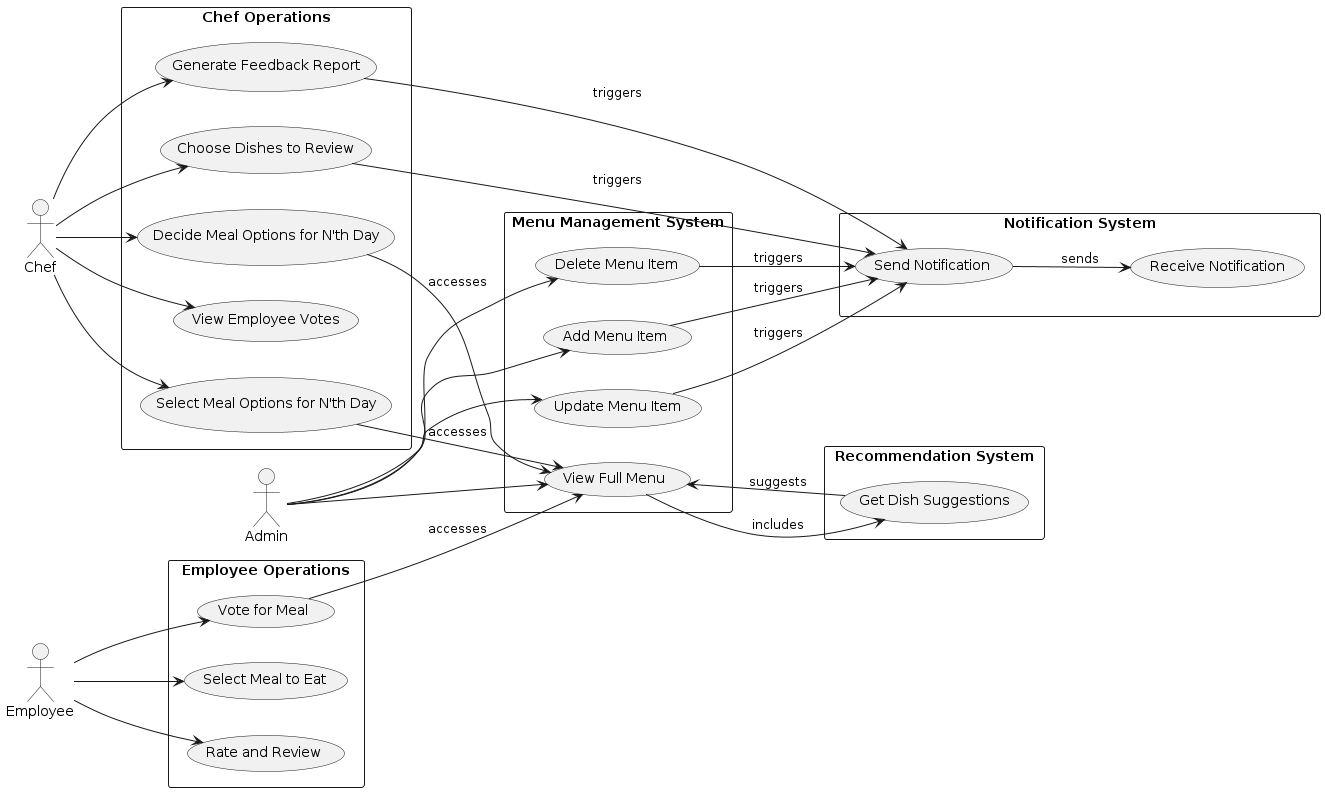 Chef Operations
Generate Feedback Report
triggers
Choose Dishes to Review
triggers
Chef
Decide Meal Options for N'th Day
accesses
View Employee Votes
Select Meal Options for N'th Day
accesses
Menu Management System
Delete Menu Item
triggers
Add Menu Item
triggers
Update Menu Item
triggers
View Full Menu
Notification System
Send Notification
sends
Receive Notification
Recommendation System
suggests
Get Dish Suggestions
includes
Admin
accesses
Employee Operations
Vote for Meal
Select Meal to Eat
Employee
Rate and Review